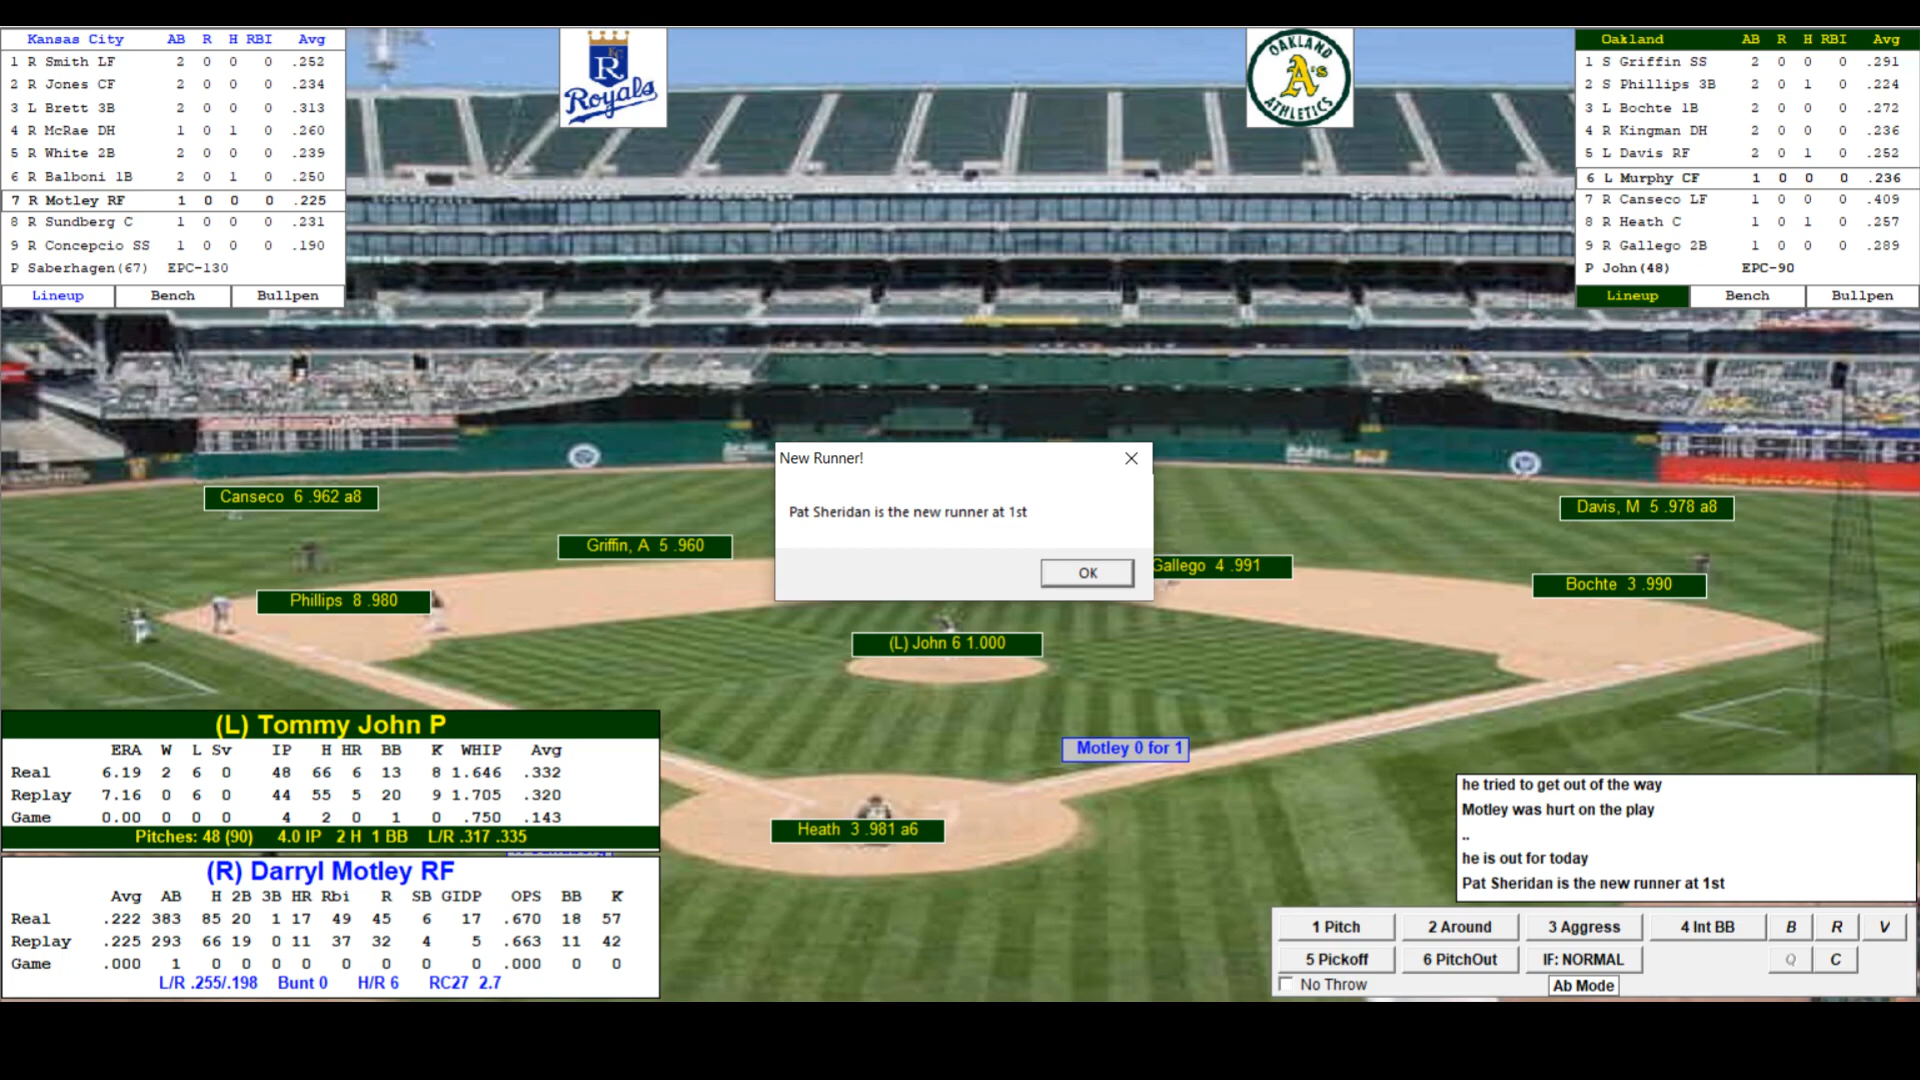 Kansas City AB R H RBI Avg
1 R Smith LF 2 0 0 0 .252
2 R Jones CF 2 0 0 0 .234
3 L Brett 3B 2 0 0 0 .313
4 R McRae DH 1 0 1 0 .260
5 R White 2B 2 0 0 0 .239
6 R Balboni 1B 2 0 1 0 .250
7 R Motley RF 1 0 0 0 .225
8 R Sundberg C 1 0 0 0 .231
9 R Concepcio SS 1 0 0 0 .190
P Saberhagen(67) EPC-130
Lineup Bench Bullpen
KC
R
Royals
OAKLAND
A's
ATHLETICS
Oakland AB R H RBI Avg
1 S Griffin SS 2 0 0 0 .291
2 S Phillips 3B 2 0 1 0 .224
3 L Bochte 1B 2 0 0 0 .272
4 R Kingman DH 2 0 0 0 .236
5 L Davis RF 2 0 1 0 .252
6 L Murphy CF 1 0 0 0 .236
7 R Canseco LF 1 0 0 0 .409
8 R Heath C 1 0 1 0 .257
9 R Gallego 2B 1 0 0 0 .289
P John(48) EPC-90
Lineup Bench Bullpen
New Runner!
Pat Sheridan is the new runner at 1st
OK
Canseco 6 .962 a8
Davis, M 5 .978 a8
Griffin, A 5 .960
Gallego 4 .991
Phillips 8 .980
Bochte 3 .990
(L) John 6 1.000
Motley 0 for 1
Heath 3 .981 a6
(L) Tommy John P
ERA W L Sv IP H HR BB K WHIP Avg
Real 6.19 2 6 0 48 66 6 13 8 1.646 .332
Replay 7.16 0 6 0 44 55 5 20 9 1.705 .320
Game 0.00 0 0 0 4 2 0 1 0 .750 .143
Pitches: 48 (90) 4.0 IP 2 H 1 BB L/R .317 .335
(R) Darryl Motley RF
Avg AB H 2B 3B HR Rbi R SB GIDP OPS BB K
Real .222 383 85 20 1 17 49 45 6 17 .670 18 57
Replay .225 293 66 19 0 11 37 32 4 5 .663 11 42
Game .000 1 0 0 0 0 0 0 0 0 .000 0 0
L/R .255/.198 Bunt 0 H/R 6 RC27 2.7
he tried to get out of the way
Motley was hurt on the play
..
he is out for today
Pat Sheridan is the new runner at 1st
1 Pitch 2 Around 3 Aggress 4 Int BB B R V
5 Pickoff 6 PitchOut IF: NORMAL Q C
No Throw Ab Mode